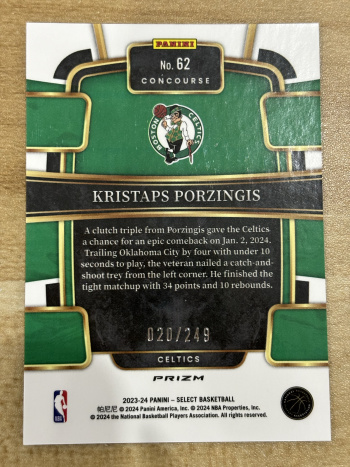 PANINI
No. 62
CONCOURSE
BOSTON CELTICS
KRISTAPS PORZINGIS
A clutch triple from Porzingis gave the Celtics
a chance for an epic comeback on Jan. 2, 2024.
Trailing Oklahoma City by four with under 10
seconds to play, the veteran nailed a catch-and-
shoot trey from the left corner. He finished the
tight matchup with 34 points and 10 rebounds.
020/249
CELTICS
PRIZM
2023-24 PANINI – SELECT BASKETBALL
帕尼尼 © 2024 Panini America, Inc. © 2024 NBA Properties, Inc.
© 2024 the National Basketball Players Association. All rights reserved.